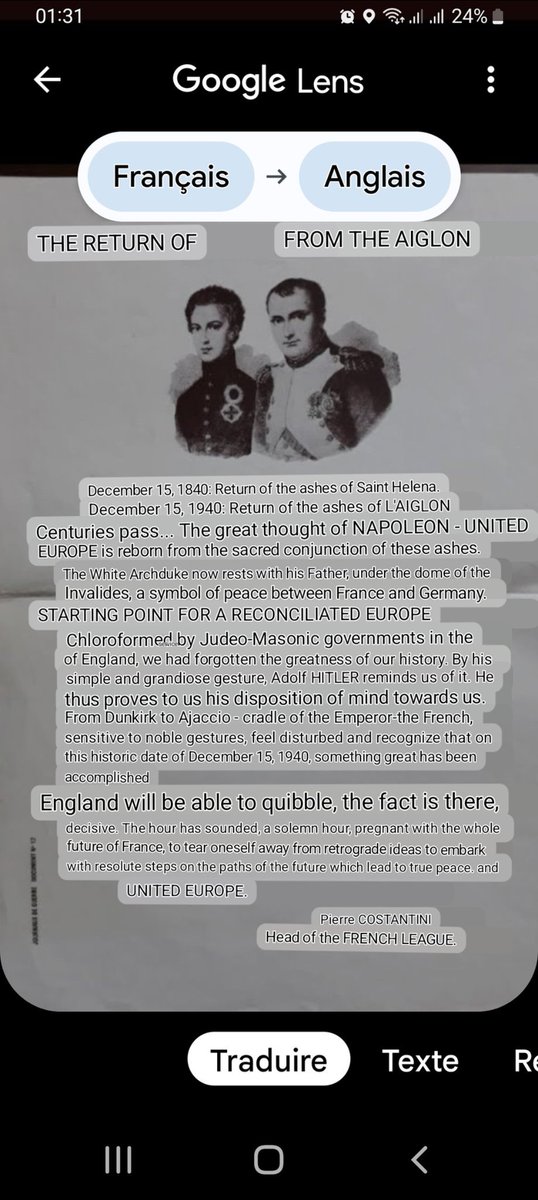 01:31
24%
Google Lens
Français → Anglais
THE RETURN OF FROM THE AIGLON
December 15, 1840: Return of the ashes of Saint Helena.
December 15, 1940: Return of the ashes of L'AIGLON
Centuries pass... The great thought of NAPOLEON - UNITED
EUROPE is reborn from the sacred conjunction of these ashes.
The White Archduke now rests with his Father, under the dome of the
Invalides, a symbol of peace between France and Germany.
STARTING POINT FOR A RECONCILIATED EUROPE
Chloroformed by Judeo-Masonic governments in the
of England, we had forgotten the greatness of our history. By his
simple and grandiose gesture, Adolf HITLER reminds us of it. He
thus proves to us his disposition of mind towards us.
From Dunkirk to Ajaccio - cradle of the Emperor-the French,
sensitive to noble gestures, feel disturbed and recognize that on
this historic date of December 15, 1940, something great has been
accomplished
England will be able to quibble, the fact is there,
decisive. The hour has sounded, a solemn hour, pregnant with the whole
future of France, to tear oneself away from retrograde ideas to embark
with resolute steps on the paths of the future which lead to true peace. and
UNITED EUROPE.
Pierre COSTANTINI
Head of the FRENCH LEAGUE.
JOURNAUX DE GUERRE DOCUMENT N° 12
Traduire
Texte
Re